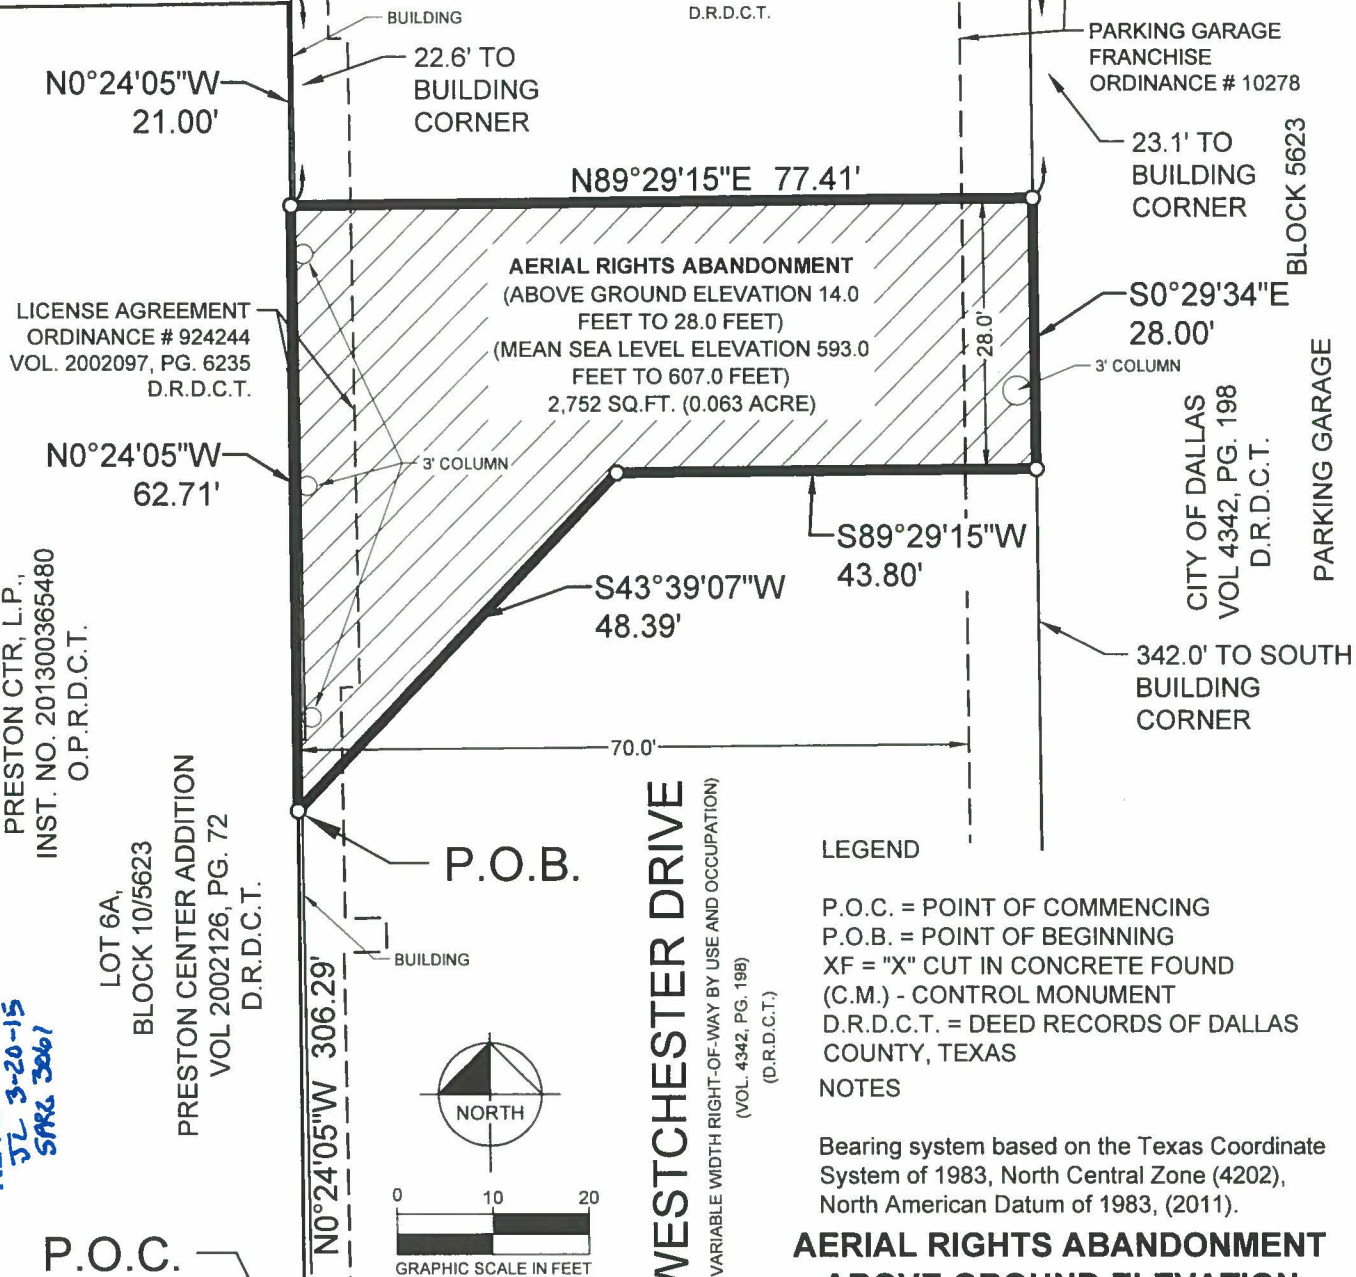 BUILDING
D.R.D.C.T.
22.6' TO
BUILDING
CORNER
N0°24'05"W
21.00'
PARKING GARAGE
FRANCHISE
ORDINANCE # 10278
23.1' TO
BUILDING
CORNER
BLOCK 5623
N89°29'15"E 77.41'
AERIAL RIGHTS ABANDONMENT
(ABOVE GROUND ELEVATION 14.0
FEET TO 28.0 FEET)
(MEAN SEA LEVEL ELEVATION 593.0
FEET TO 607.0 FEET)
2,752 SQ.FT. (0.063 ACRE)
28.0'
S0°29'34"E
28.00'
3' COLUMN
LICENSE AGREEMENT
ORDINANCE # 924244
VOL. 2002097, PG. 6235
D.R.D.C.T.
N0°24'05"W
62.71'
3' COLUMN
CITY OF DALLAS
VOL 4342, PG. 198
D.R.D.C.T.
PARKING GARAGE
S89°29'15"W
43.80'
S43°39'07"W
48.39'
PRESTON CTR, L.P.,
INST. NO. 201300365480
O.P.R.D.C.T.
342.0' TO SOUTH
BUILDING
CORNER
70.0'
P.O.B.
LOT 6A,
BLOCK 10/5623
PRESTON CENTER ADDITION
VOL 2002126, PG. 72
D.R.D.C.T.
BUILDING
N0°24'05"W 306.29'
WESTCHESTER DRIVE
VARIABLE WIDTH RIGHT-OF-WAY BY USE AND OCCUPATION)
(VOL. 4342, PG. 198)
(D.R.D.C.T.)
LEGEND
P.O.C. = POINT OF COMMENCING
P.O.B. = POINT OF BEGINNING
XF = "X" CUT IN CONCRETE FOUND
(C.M.) - CONTROL MONUMENT
D.R.D.C.T. = DEED RECORDS OF DALLAS
COUNTY, TEXAS
NOTES
Bearing system based on the Texas Coordinate
System of 1983, North Central Zone (4202),
North American Datum of 1983, (2011).
JL 3-20-15
SPRG 3061
NORTH
0 10 20
GRAPHIC SCALE IN FEET
P.O.C.
AERIAL RIGHTS ABANDONMENT
ABOVE GROUND ELEVATION